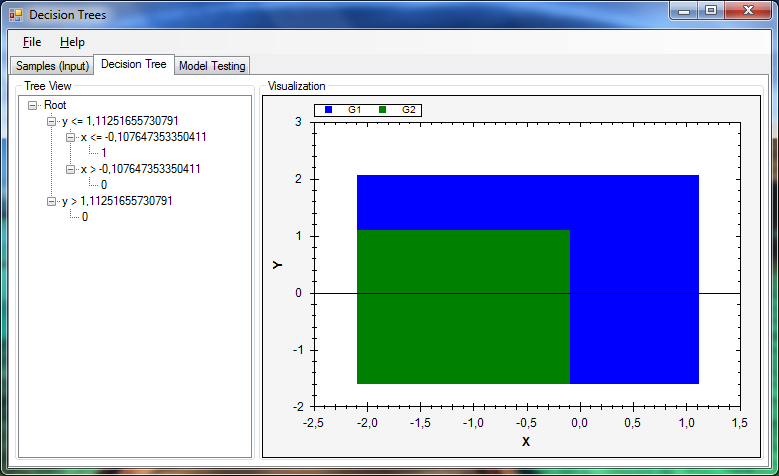 Decision Trees
File Help
Samples (Input) Decision Tree Model Testing
Tree View
Root
y <= 1,11251655730791
x <= -0,107647353350411
1
x > -0,107647353350411
0
y > 1,11251655730791
0
Visualization
G1 G2
3
2
1
0
-1
-2
Y
-2,5 -2,0 -1,5 -1,0 -0,5 0,0 0,5 1,0 1,5
X